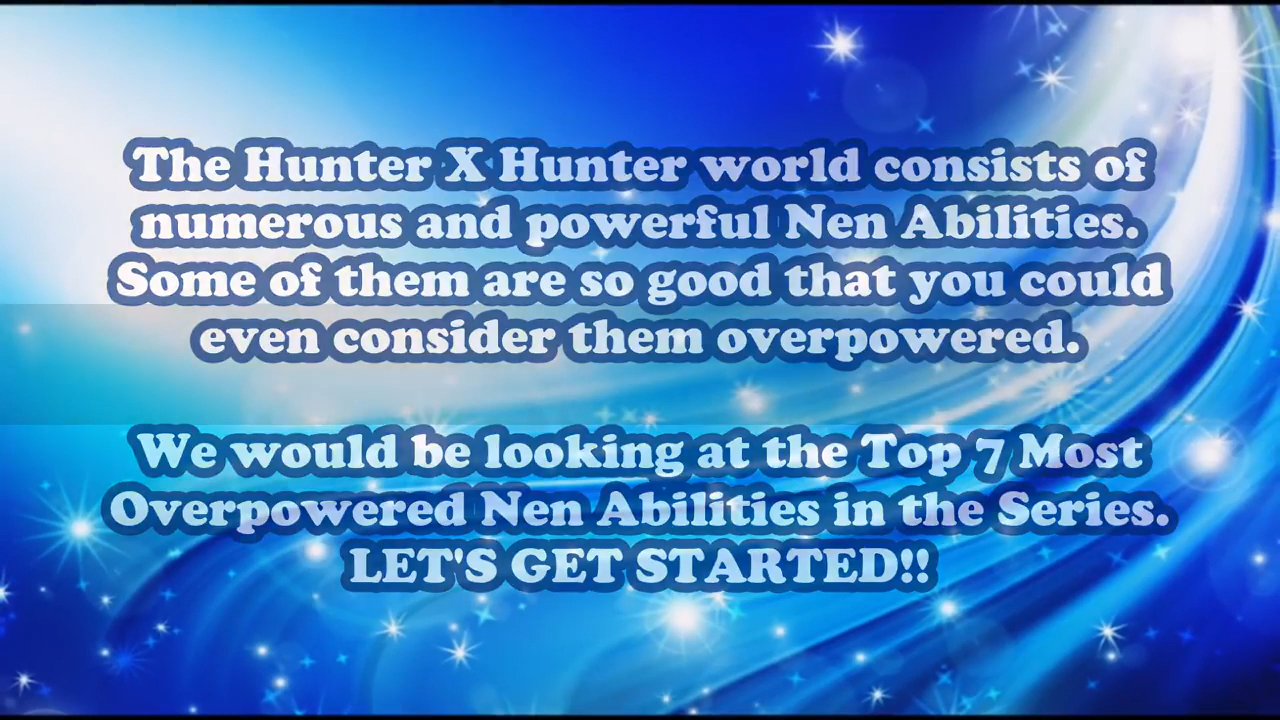 The Hunter X Hunter world consists of
numerous and powerful Nen Abilities.
Some of them are so good that you could
even consider them overpowered.
We would be looking at the Top 7 Most
Overpowered Nen Abilities in the Series.
LET'S GET STARTED!!